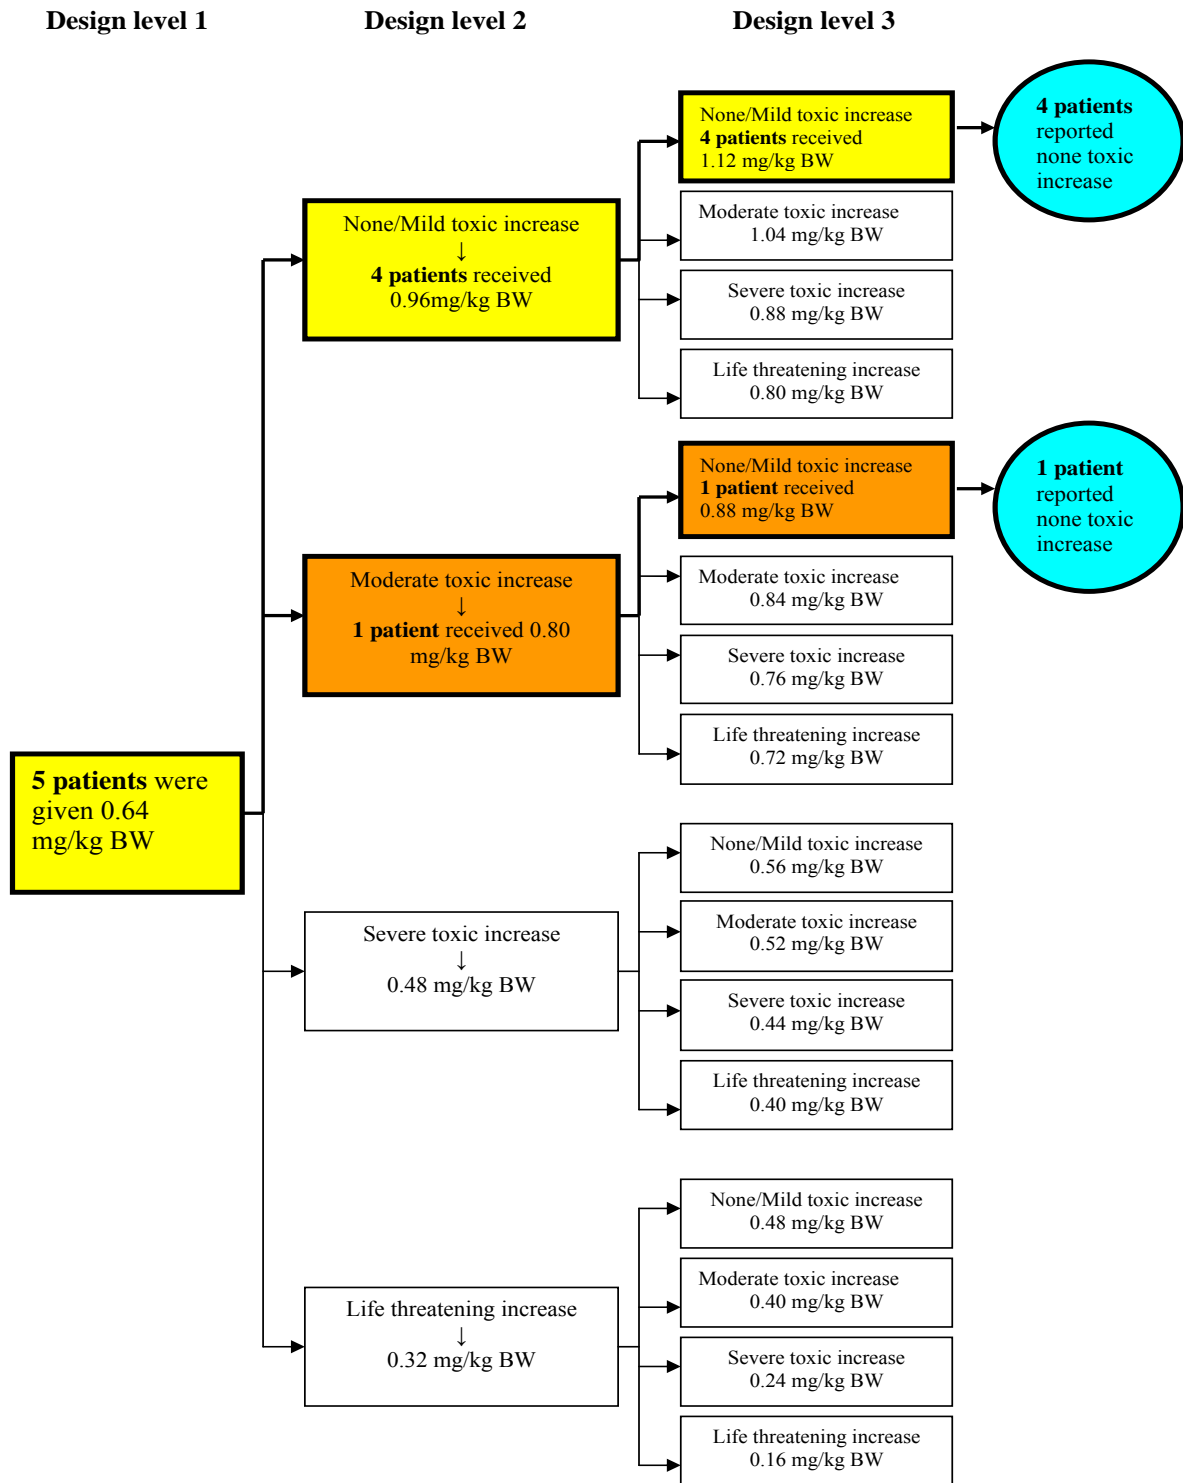 Design level 1
Design level 2
Design level 3
5 patients were
given 0.64
mg/kg BW
None/Mild toxic increase
↓
4 patients received
0.96mg/kg BW
None/Mild toxic increase
4 patients received
1.12 mg/kg BW
4 patients
reported
none toxic
increase
Moderate toxic increase
1.04 mg/kg BW
Severe toxic increase
0.88 mg/kg BW
Life threatening increase
0.80 mg/kg BW
Moderate toxic increase
↓
1 patient received 0.80
mg/kg BW
None/Mild toxic increase
1 patient received
0.88 mg/kg BW
1 patient
reported
none toxic
increase
Moderate toxic increase
0.84 mg/kg BW
Severe toxic increase
0.76 mg/kg BW
Life threatening increase
0.72 mg/kg BW
Severe toxic increase
↓
0.48 mg/kg BW
None/Mild toxic increase
0.56 mg/kg BW
Moderate toxic increase
0.52 mg/kg BW
Severe toxic increase
0.44 mg/kg BW
Life threatening increase
0.40 mg/kg BW
Life threatening increase
↓
0.32 mg/kg BW
None/Mild toxic increase
0.48 mg/kg BW
Moderate toxic increase
0.40 mg/kg BW
Severe toxic increase
0.24 mg/kg BW
Life threatening increase
0.16 mg/kg BW